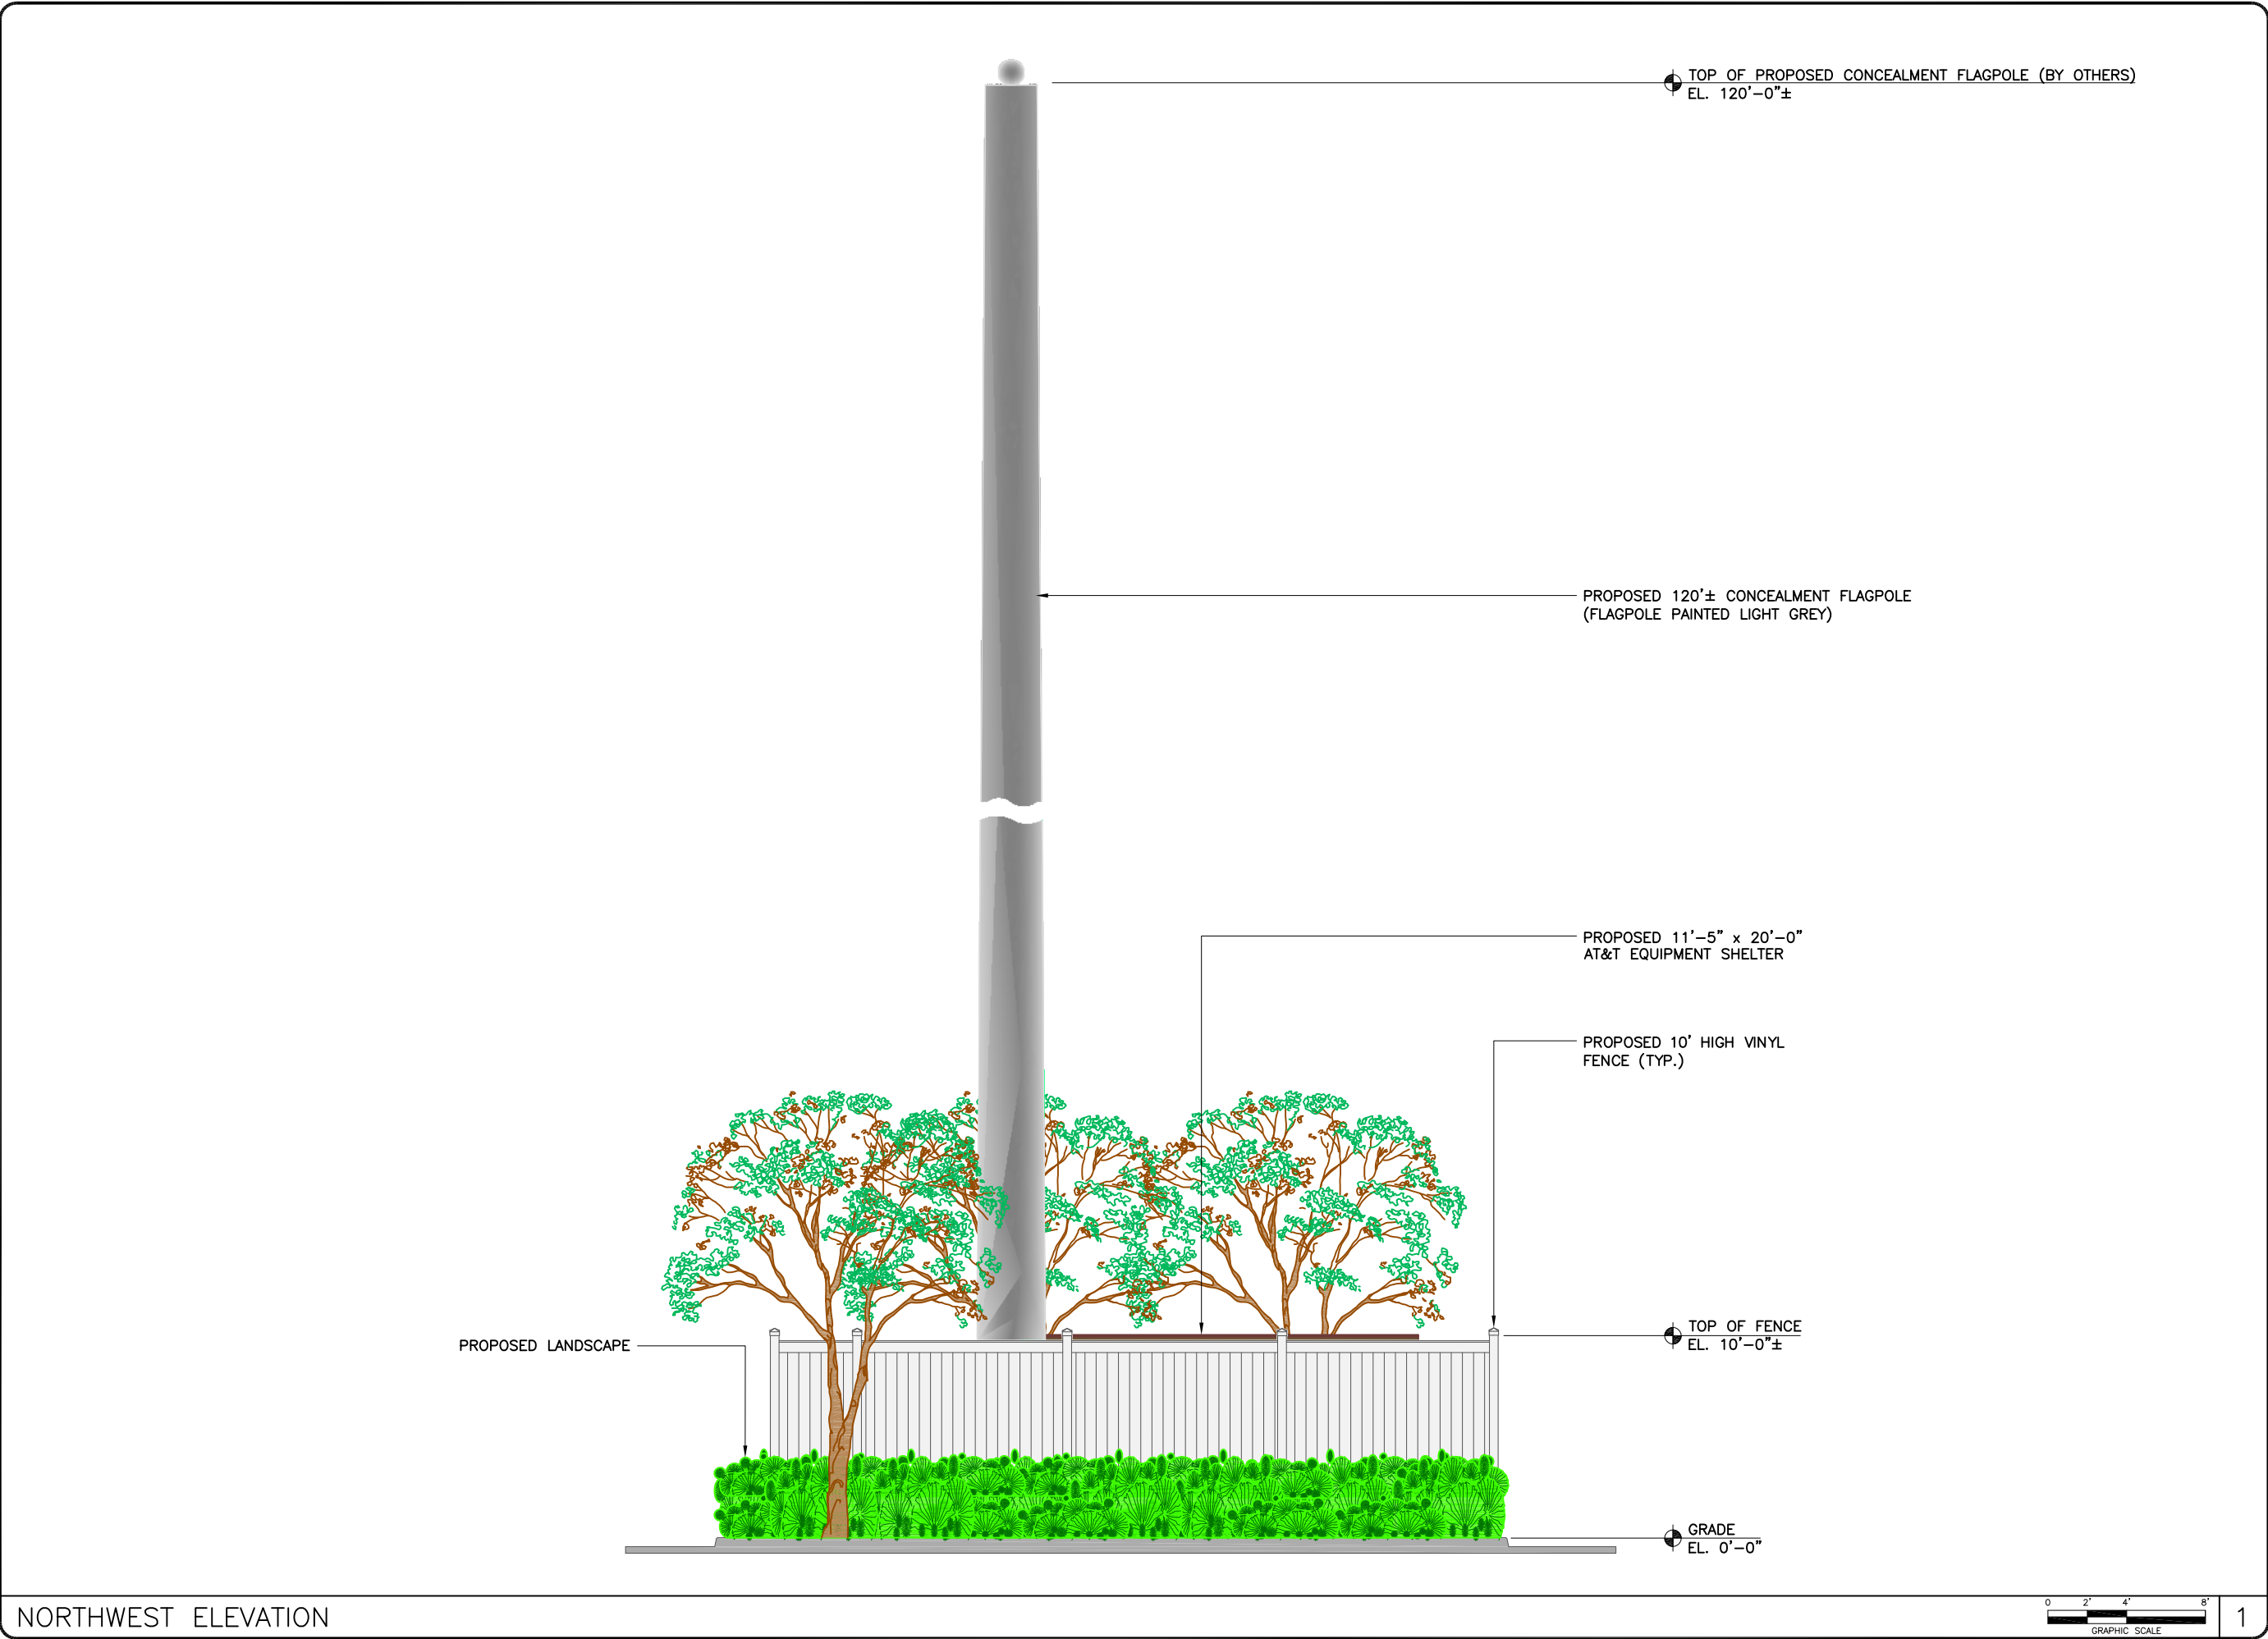 TOP OF PROPOSED CONCEALMENT FLAGPOLE (BY OTHERS)
EL. 120'-0"±
PROPOSED 120'± CONCEALMENT FLAGPOLE
(FLAGPOLE PAINTED LIGHT GREY)
PROPOSED 11'-5" x 20'-0"
AT&T EQUIPMENT SHELTER
PROPOSED 10' HIGH VINYL
FENCE (TYP.)
TOP OF FENCE
EL. 10'-0"±
PROPOSED LANDSCAPE
GRADE
EL. 0'-0"
NORTHWEST ELEVATION
0 2' 4' 8'
GRAPHIC SCALE
1